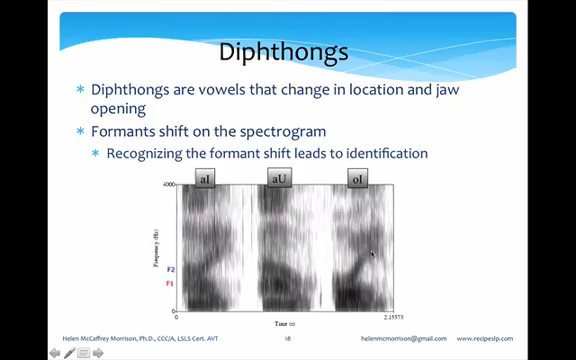 Diphthongs
Diphthongs are vowels that change in location and jaw
opening
Formants shift on the spectrogram
Recognizing the formant shift leads to identification
aI aU oI
4000
Frequency (Hz)
F2
F1
0
0 2.15573
Time (s)
Helen McCaffrey Morrison, Ph.D., CCC/A, LSLS Cert. AVT 18 helenmcmorrison@gmail.com www.recipeslp.com